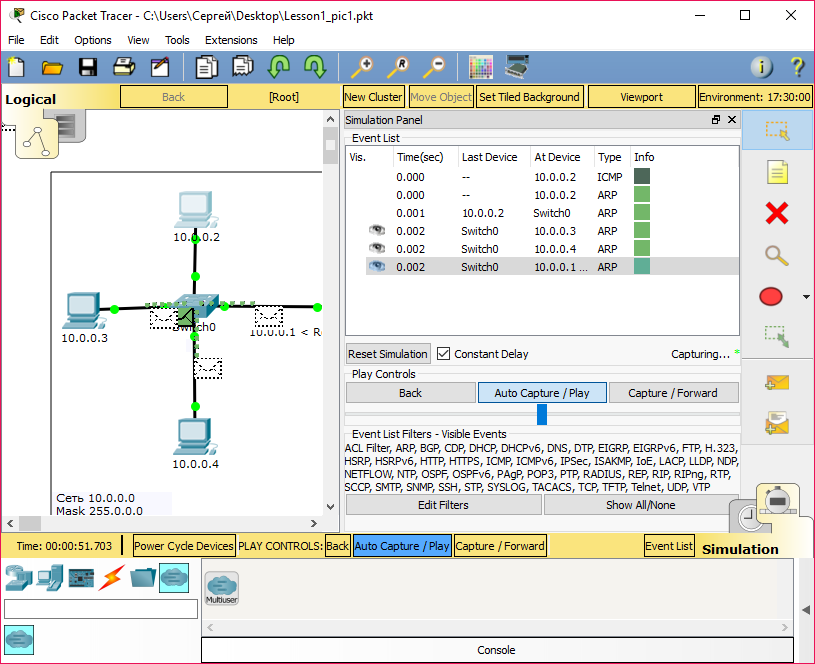 Cisco Packet Tracer - C:\Users\Сергей\Desktop\Lesson1_pic1.pkt
File Edit Options View Tools Extensions Help
Logical Back [Root] New Cluster Move Object Set Tiled Background Viewport Environment: 17:30:00
Simulation Panel
Event List
Vis. Time(sec) Last Device At Device Type Info
0.000 -- 10.0.0.2 ICMP
0.000 -- 10.0.0.2 ARP
0.001 10.0.0.2 Switch0 ARP
0.002 Switch0 10.0.0.3 ARP
0.002 Switch0 10.0.0.4 ARP
0.002 Switch0 10.0.0.1 ... ARP
10.0.0.2
10.0.0.3
Switch0
10.0.0.1 < R
10.0.0.4
Сеть 10.0.0.0
Mask 255.0.0.0
Reset Simulation Constant Delay Capturing... *
Play Controls
Back Auto Capture / Play Capture / Forward
Event List Filters - Visible Events
ACL Filter, ARP, BGP, CDP, DHCP, DHCPv6, DNS, DTP, EIGRP, EIGRPv6, FTP, H.323,
HSRP, HSRPv6, HTTP, HTTPS, ICMP, ICMPv6, IPSec, ISAKMP, IoE, LACP, LLDP, NDP,
NETFLOW, NTP, OSPF, OSPFv6, PAgP, POP3, PTP, RADIUS, REP, RIP, RIPng, RTP,
SCCP, SMTP, SNMP, SSH, STP, SYSLOG, TACACS, TCP, TFTP, Telnet, UDP, VTP
Edit Filters Show All/None
Time: 00:00:51.703 Power Cycle Devices PLAY CONTROLS: Back Auto Capture / Play Capture / Forward Event List Simulation
Multiuser
Console